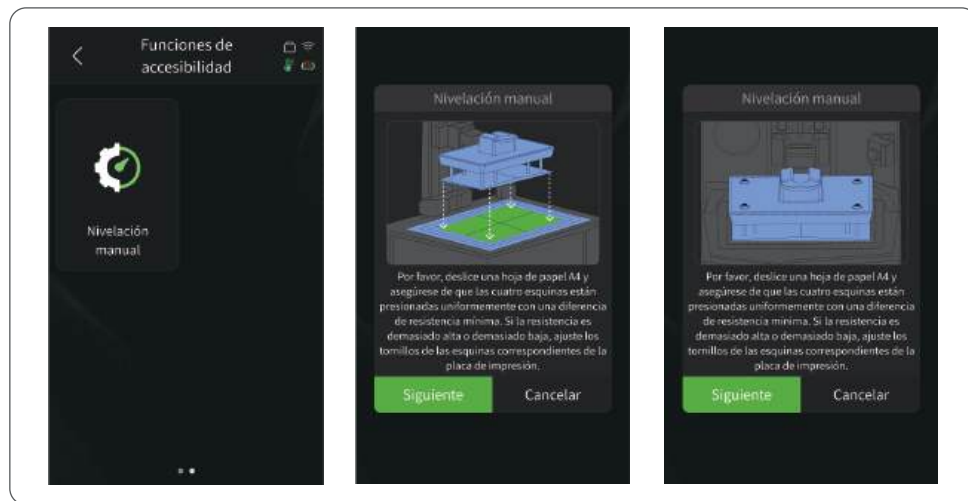 Funciones de
accesibilidad
Nivelación
manual
Nivelación manual
Por favor, deslice una hoja de papel A4 y
asegúrese de que las cuatro esquinas están
presionadas uniformemente con una diferencia
de resistencia mínima. Si la resistencia es
demasiado alta o demasiado baja, ajuste los
tornillos de las esquinas correspondientes de la
placa de impresión.
Siguiente
Cancelar
Nivelación manual
Por favor, deslice una hoja de papel A4 y
asegúrese de que las cuatro esquinas están
presionadas uniformemente con una diferencia
de resistencia mínima. Si la resistencia es
demasiado alta o demasiado baja, ajuste los
tornillos de las esquinas correspondientes de la
placa de impresión.
Siguiente
Cancelar